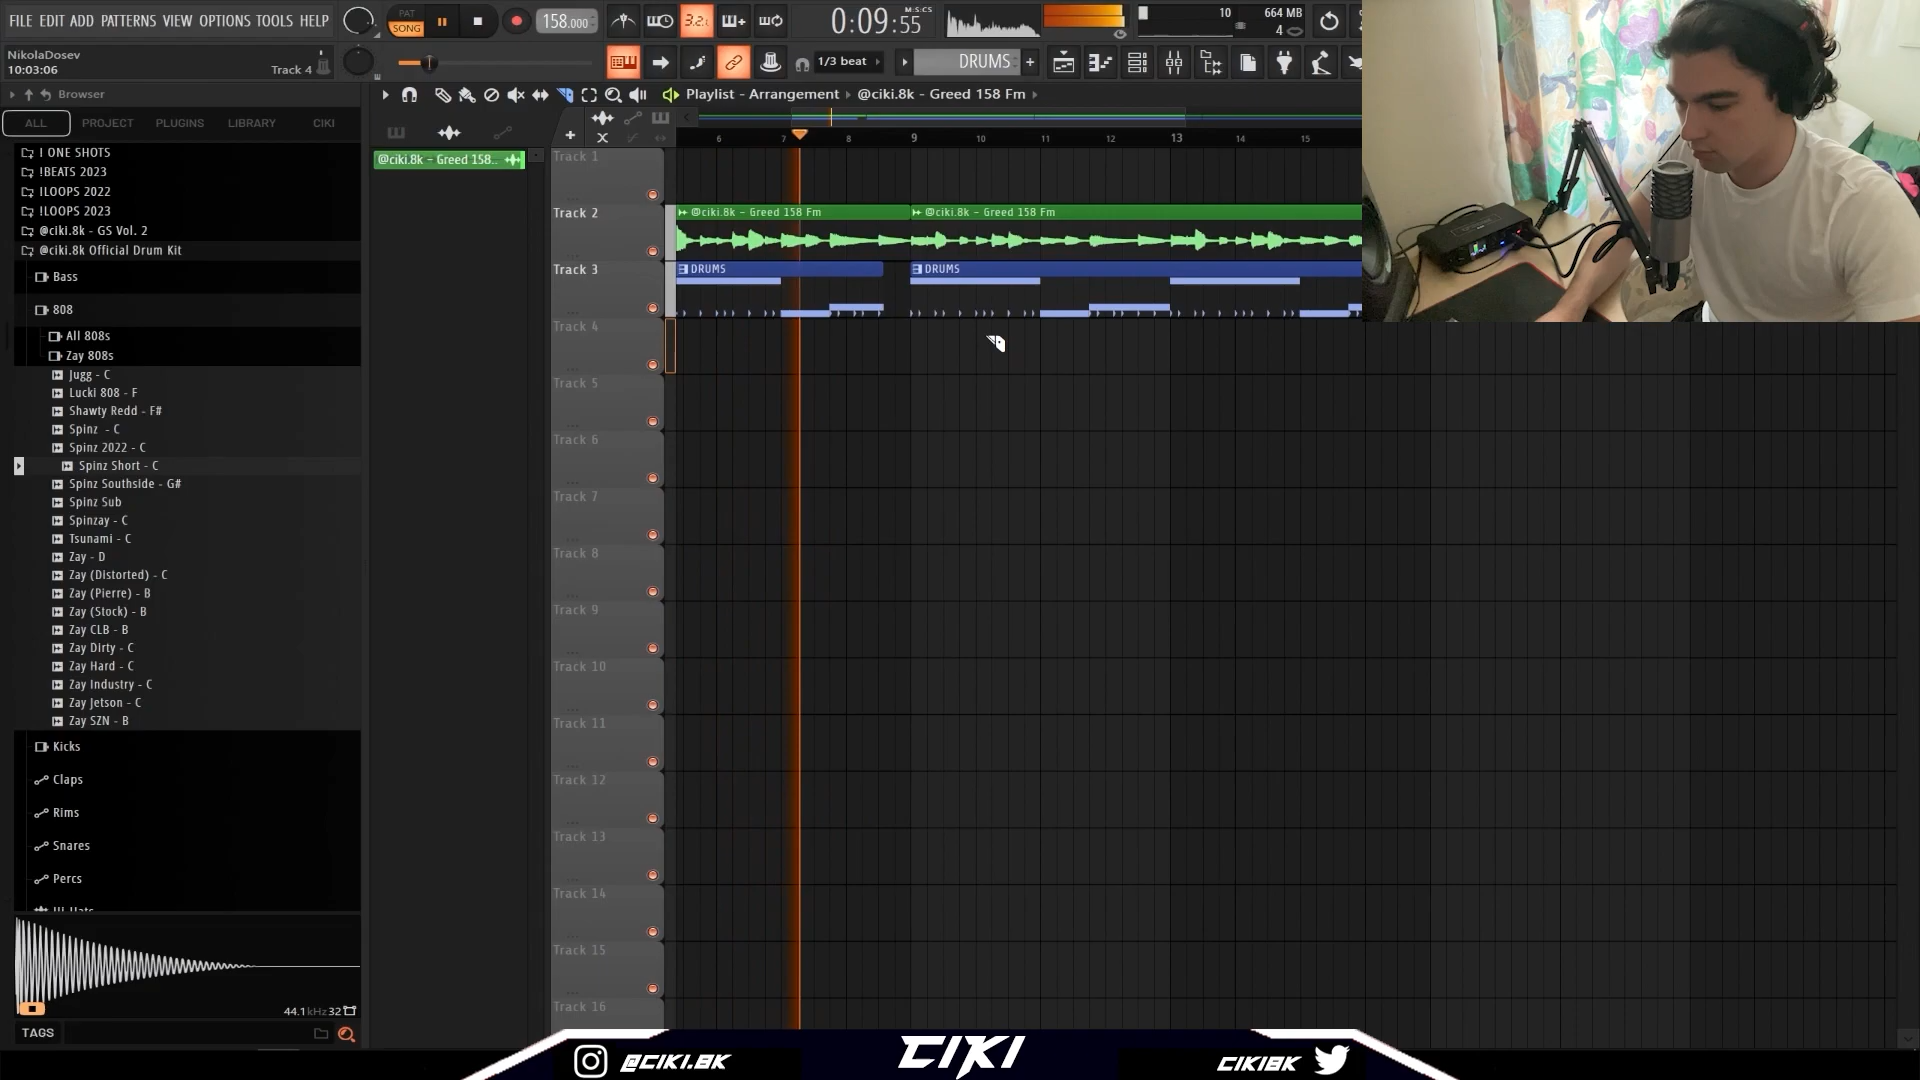 FILE EDIT ADD PATTERNS VIEW OPTIONS TOOLS HELP
PAT
SONG
158.000
3.2.
0:09:55
M:S:CS
10
664 MB
4
NikolaDosev
10:03:06
Track 4
1/3 beat
DRUMS
Browser
Playlist - Arrangement
@ciki.8k - Greed 158 Fm
ALL
PROJECT
PLUGINS
LIBRARY
CIKI
@ciki.8k - Greed 158..
! ONE SHOTS
!BEATS 2023
!LOOPS 2022
!LOOPS 2023
@ciki.8k - GS Vol. 2
@ciki.8k Official Drum Kit
Bass
808
All 808s
Zay 808s
Jugg - C
Lucki 808 - F
Shawty Redd - F#
Spinz - C
Spinz 2022 - C
Spinz Short - C
Spinz Southside - G#
Spinz Sub
Spinzay - C
Tsunami - C
Zay - D
Zay (Distorted) - C
Zay (Pierre) - B
Zay (Stock) - B
Zay CLB - B
Zay Dirty - C
Zay Hard - C
Zay Industry - C
Zay Jetson - C
Zay SZN - B
Kicks
Claps
Rims
Snares
Percs
Hi-Hats
44.1kHz 32
TAGS
6 7 8 9 10 11 12 13 14 15
Track 1
Track 2
@ciki.8k - Greed 158 Fm
@ciki.8k - Greed 158 Fm
Track 3
DRUMS
DRUMS
Track 4
Track 5
Track 6
Track 7
Track 8
Track 9
Track 10
Track 11
Track 12
Track 13
Track 14
Track 15
Track 16
@CIKI.8K
CIKI
CIKI8K